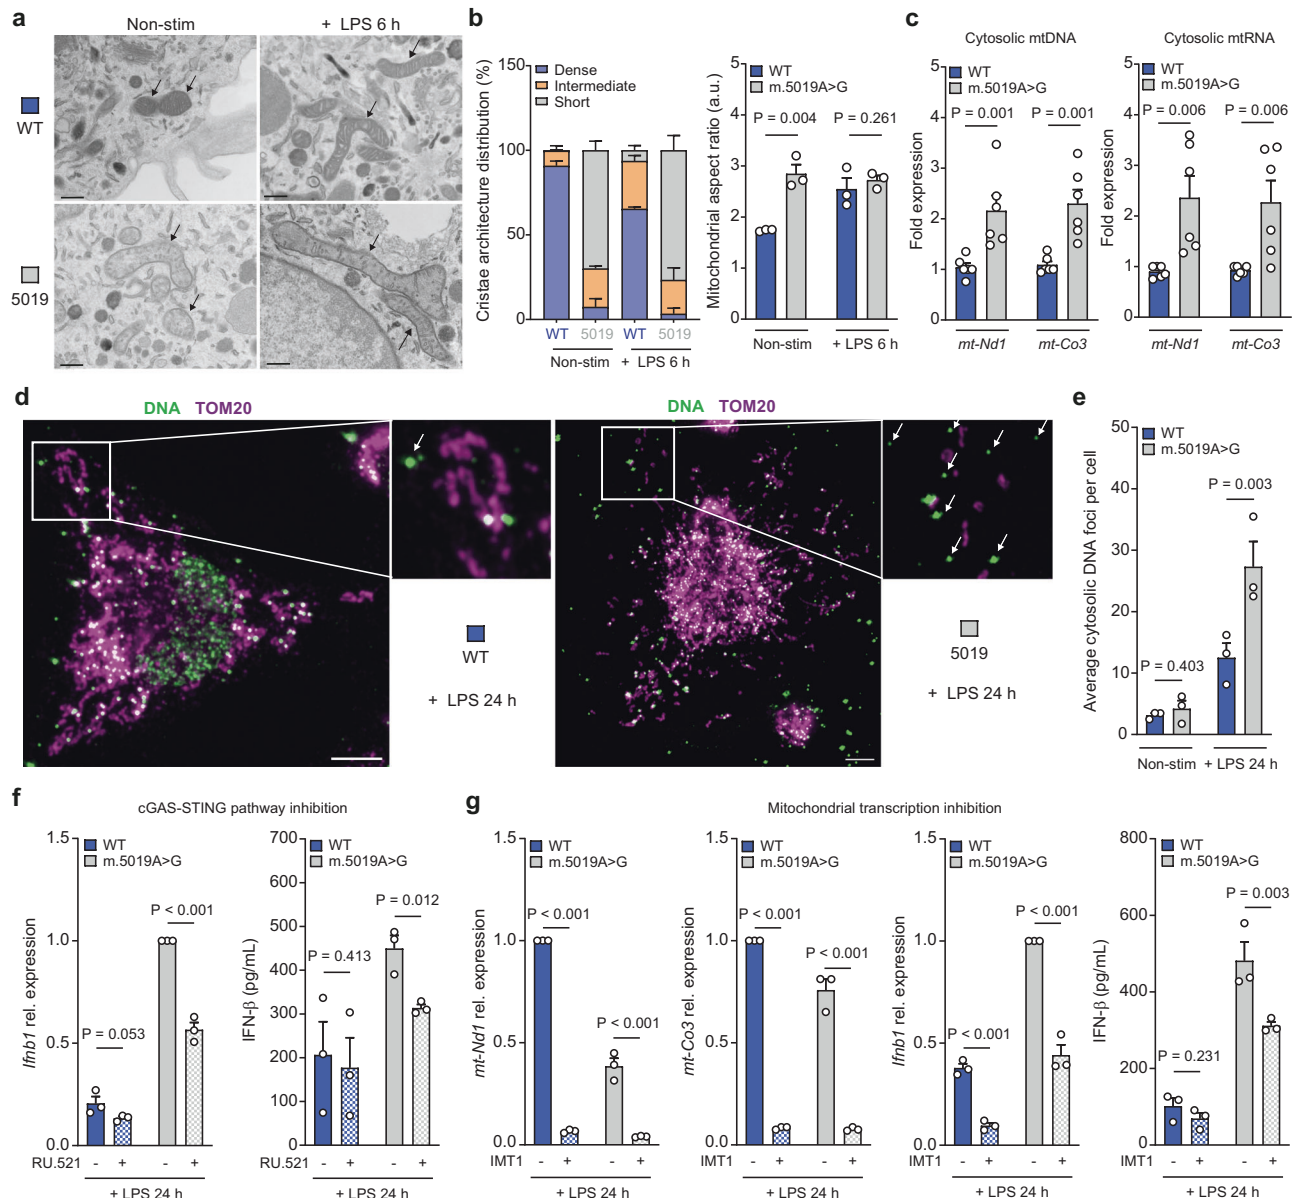 a
Non-stim
+ LPS 6 h
WT
5019
b
Cristae architecture distribution (%)
150
100
50
0
Dense
Intermediate
Short
WT 5019 WT 5019
Non-stim + LPS 6 h
Mitochondrial aspect ratio (a.u.)
5
4
3
2
1
0
WT
m.5019A>G
P = 0.004 P = 0.261
Non-stim + LPS 6 h
c
Cytosolic mtDNA
Fold expression
5
4
3
2
1
0
WT
m.5019A>G
P = 0.001 P = 0.001
mt-Nd1 mt-Co3
Cytosolic mtRNA
Fold expression
5
4
3
2
1
0
WT
m.5019A>G
P = 0.006 P = 0.006
mt-Nd1 mt-Co3
d
DNA TOM20
WT
+ LPS 24 h
DNA TOM20
5019
+ LPS 24 h
e
Average cytosolic DNA foci per cell
50
40
30
20
10
0
WT
m.5019A>G
P = 0.403
P = 0.003
Non-stim + LPS 24 h
f
cGAS-STING pathway inhibition
Ifnb1 rel. expression
1.5
1.0
0.5
0.0
WT
m.5019A>G
P = 0.053
P < 0.001
RU.521 - + - +
+ LPS 24 h
IFN-β (pg/mL)
700
600
500
400
300
200
100
0
WT
m.5019A>G
P = 0.413
P = 0.012
RU.521 - + - +
+ LPS 24 h
g
Mitochondrial transcription inhibition
mt-Nd1 rel. expression
1.5
1.0
0.5
0.0
WT
m.5019A>G
P < 0.001
P < 0.001
IMT1 - + - +
+ LPS 24 h
mt-Co3 rel. expression
1.5
1.0
0.5
0.0
WT
m.5019A>G
P < 0.001
P < 0.001
IMT1 - + - +
+ LPS 24 h
Ifnb1 rel. expression
1.5
1.0
0.5
0.0
WT
m.5019A>G
P < 0.001
P < 0.001
IMT1 - + - +
+ LPS 24 h
IFN-β (pg/mL)
800
600
400
200
0
WT
m.5019A>G
P = 0.231
P = 0.003
IMT1 - + - +
+ LPS 24 h